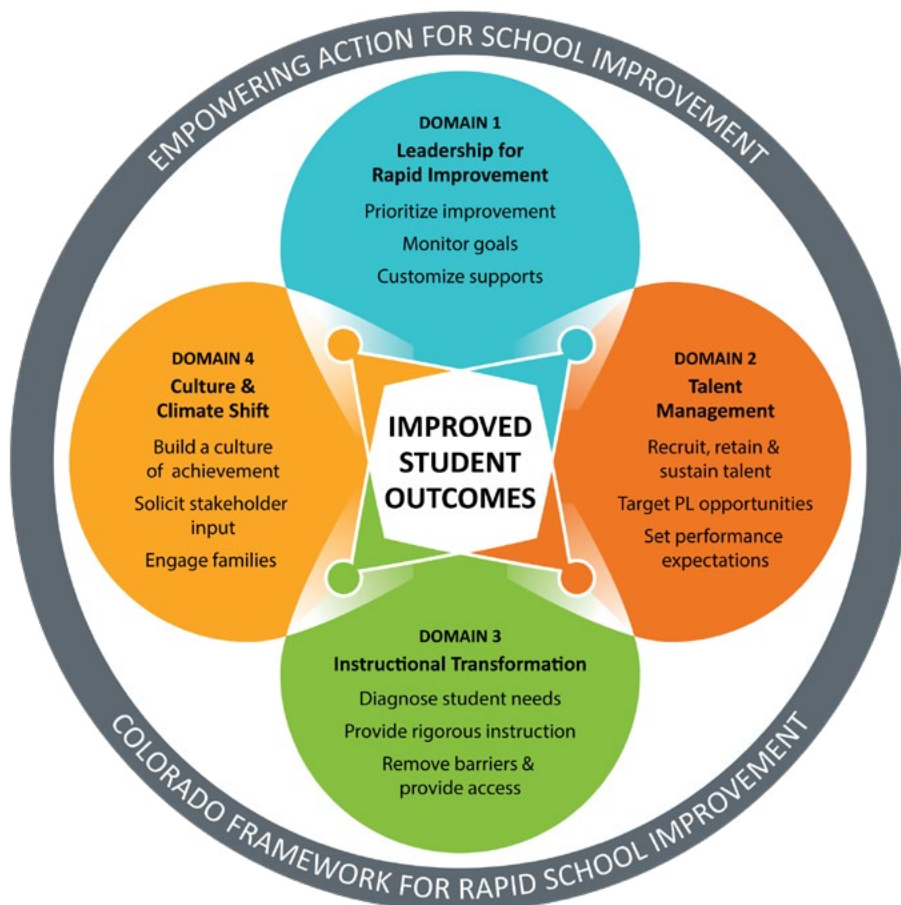 EMPOWERING ACTION FOR SCHOOL IMPROVEMENT
DOMAIN 1
Leadership for
Rapid Improvement
Prioritize improvement
Monitor goals
Customize supports
DOMAIN 4
Culture &
Climate Shift
Build a culture
of achievement
Solicit stakeholder
input
Engage families
IMPROVED
STUDENT
OUTCOMES
DOMAIN 2
Talent
Management
Recruit, retain &
sustain talent
Target PL opportunities
Set performance
expectations
DOMAIN 3
Instructional Transformation
Diagnose student needs
Provide rigorous instruction
Remove barriers &
provide access
COLORADO FRAMEWORK FOR RAPID SCHOOL IMPROVEMENT